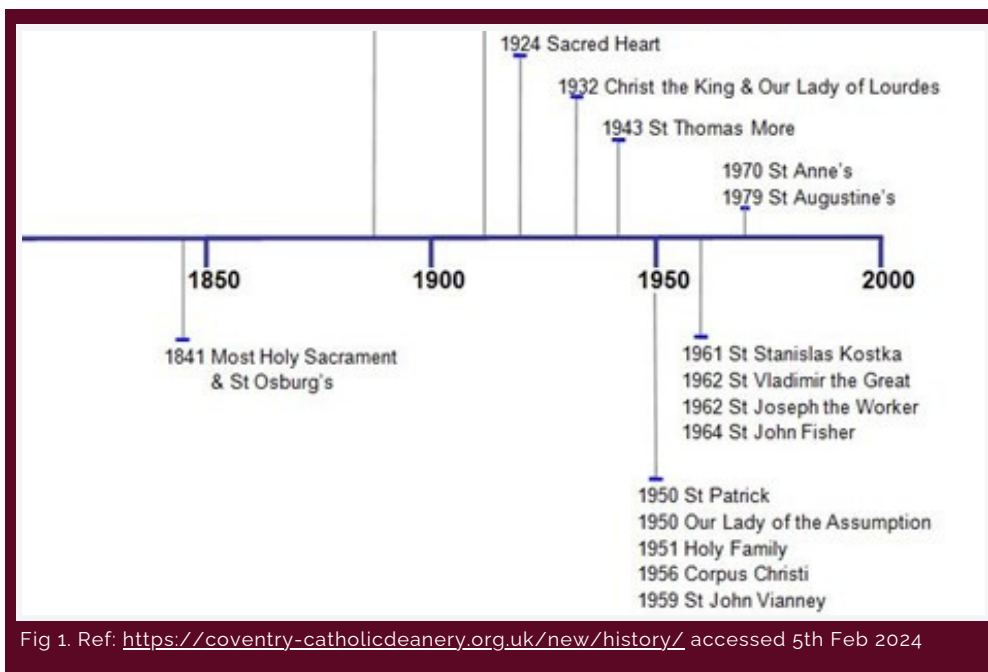 1924 Sacred Heart
1932 Christ the King & Our Lady of Lourdes
1943 St Thomas More
1970 St Anne's
1979 St Augustine's
1850
1900
1950
2000
1841 Most Holy Sacrament
& St Osburg's
1961 St Stanislas Kostka
1962 St Vladimir the Great
1962 St Joseph the Worker
1964 St John Fisher
1950 St Patrick
1950 Our Lady of the Assumption
1951 Holy Family
1956 Corpus Christi
1959 St John Vianney
Fig 1. Ref: https://coventry-catholicdeanery.org.uk/new/history/ accessed 5th Feb 2024